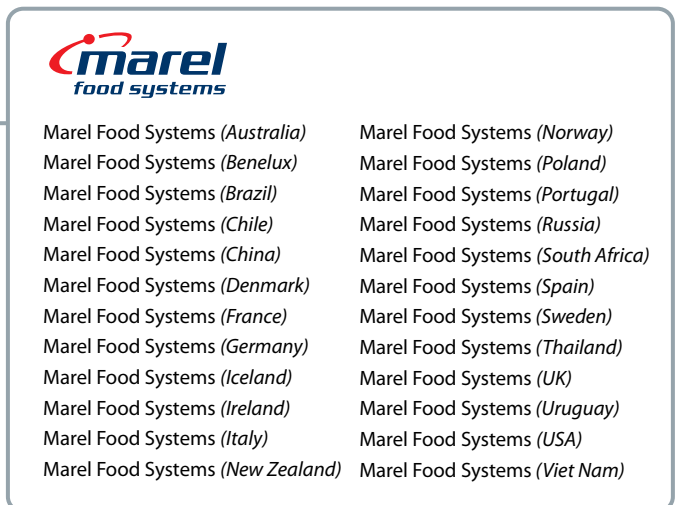 marel
food systems
Marel Food Systems (Australia)
Marel Food Systems (Benelux)
Marel Food Systems (Brazil)
Marel Food Systems (Chile)
Marel Food Systems (China)
Marel Food Systems (Denmark)
Marel Food Systems (France)
Marel Food Systems (Germany)
Marel Food Systems (Iceland)
Marel Food Systems (Ireland)
Marel Food Systems (Italy)
Marel Food Systems (New Zealand)
Marel Food Systems (Norway)
Marel Food Systems (Poland)
Marel Food Systems (Portugal)
Marel Food Systems (Russia)
Marel Food Systems (South Africa)
Marel Food Systems (Spain)
Marel Food Systems (Sweden)
Marel Food Systems (Thailand)
Marel Food Systems (UK)
Marel Food Systems (Uruguay)
Marel Food Systems (USA)
Marel Food Systems (Viet Nam)